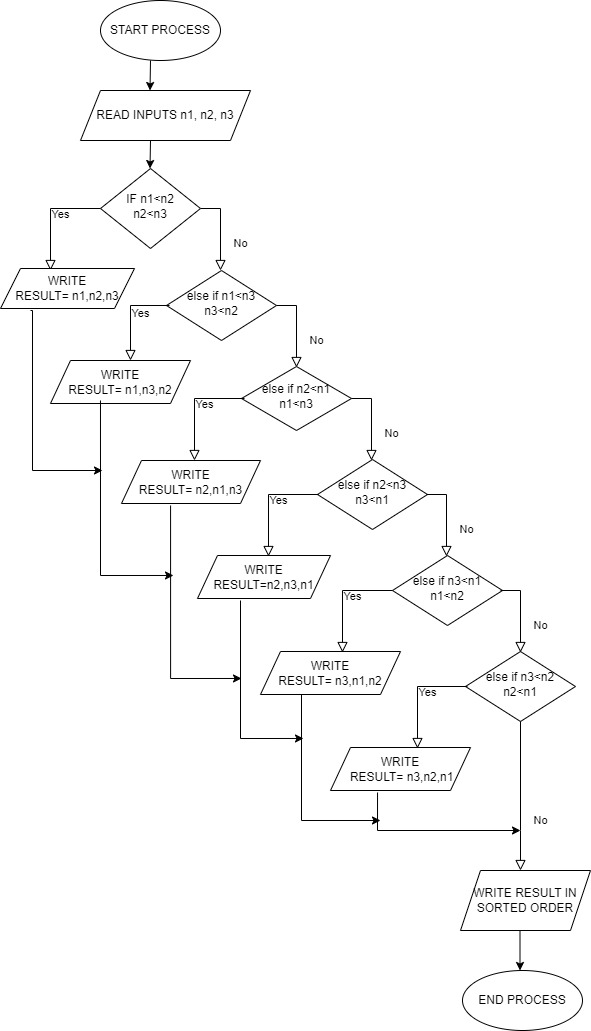 START PROCESS
READ INPUTS n1, n2, n3
IF n1<n2
n2<n3
Yes
No
WRITE
RESULT= n1,n2,n3
else if n1<n3
n3<n2
Yes
No
WRITE
RESULT= n1,n3,n2
else if n2<n1
n1<n3
Yes
No
WRITE
RESULT= n2,n1,n3
else if n2<n3
n3<n1
Yes
No
WRITE
RESULT=n2,n3,n1
else if n3<n1
n1<n2
Yes
No
WRITE
RESULT= n3,n1,n2
else if n3<n2
n2<n1
Yes
No
WRITE
RESULT= n3,n2,n1
WRITE RESULT IN
SORTED ORDER
END PROCESS